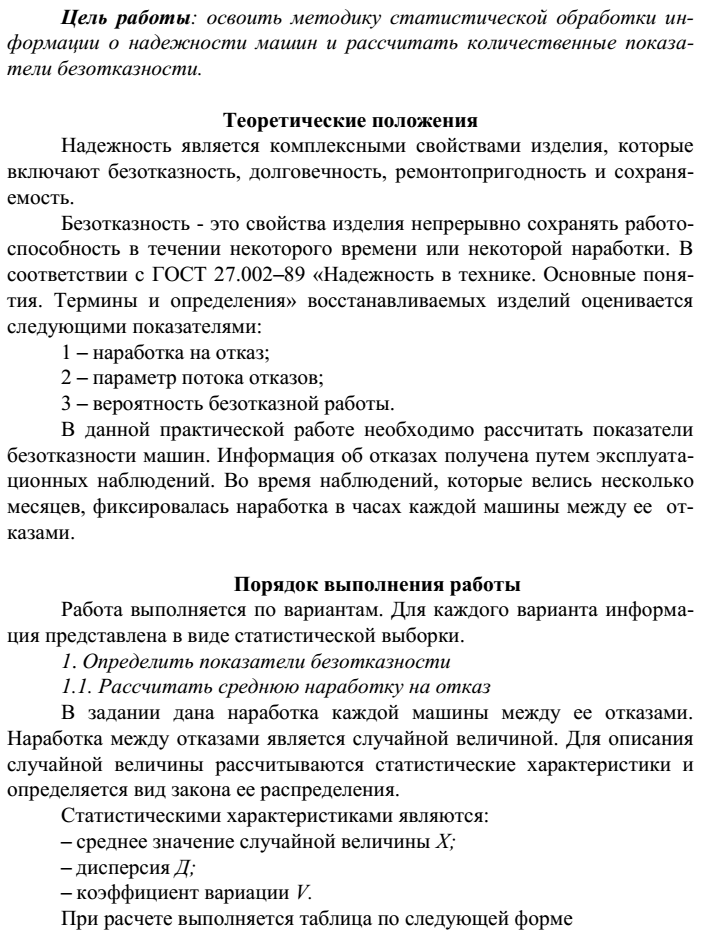 Цель работы: освоить методику статистической обработки ин-
формации о надежности машин и рассчитать количественные показа-
тели безотказности.
Теоретические положения
Надежность является комплексными свойствами изделия, которые
включают безотказность, долговечность, ремонтопригодность и сохраня-
емость.
Безотказность - это свойства изделия непрерывно сохранять работо-
способность в течении некоторого времени или некоторой наработки. В
соответствии с ГОСТ 27.002–89 «Надежность в технике. Основные поня-
тия. Термины и определения» восстанавливаемых изделий оценивается
следующими показателями:
1 – наработка на отказ;
2 – параметр потока отказов;
3 – вероятность безотказной работы.
В данной практической работе необходимо рассчитать показатели
безотказности машин. Информация об отказах получена путем эксплуата-
ционных наблюдений. Во время наблюдений, которые велись несколько
месяцев, фиксировалась наработка в часах каждой машины между ее от-
казами.
Порядок выполнения работы
Работа выполняется по вариантам. Для каждого варианта информа-
ция представлена в виде статистической выборки.
1. Определить показатели безотказности
1.1. Рассчитать среднюю наработку на отказ
В задании дана наработка каждой машины между ее отказами.
Наработка между отказами является случайной величиной. Для описания
случайной величины рассчитываются статистические характеристики и
определяется вид закона ее распределения.
Статистическими характеристиками являются:
– среднее значение случайной величины X;
– дисперсия Д;
– коэффициент вариации V.
При расчете выполняется таблица по следующей форме